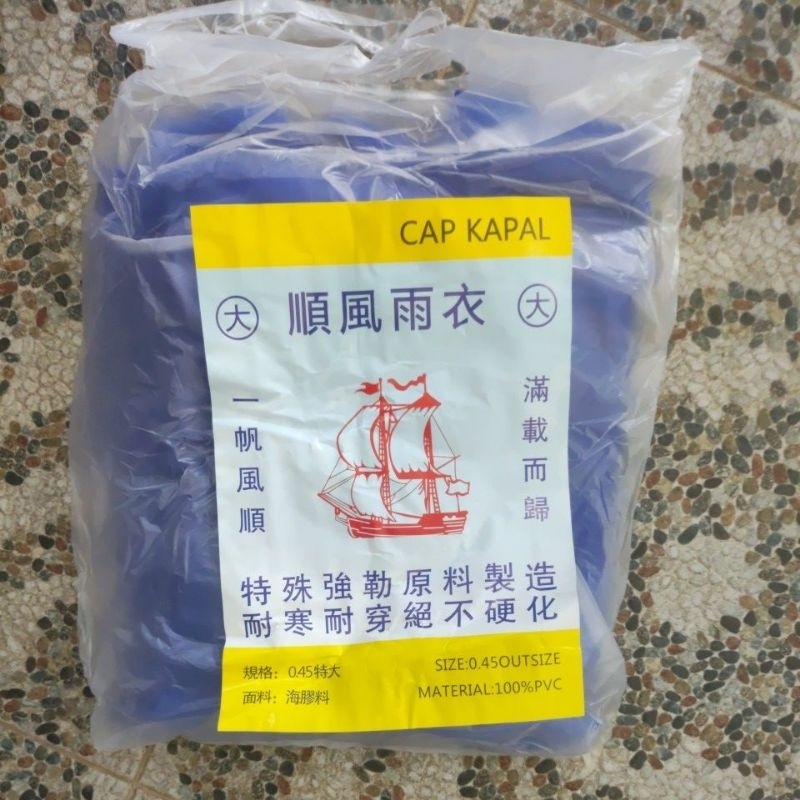 CAP KAPAL
大 順風雨衣 大
一帆風順
滿載而歸
特殊強勒原料製造
耐寒耐穿絕不硬化
規格：0.45特大
面料：海膠料
SIZE:0.45OUTSIZE
MATERIAL:100%PVC